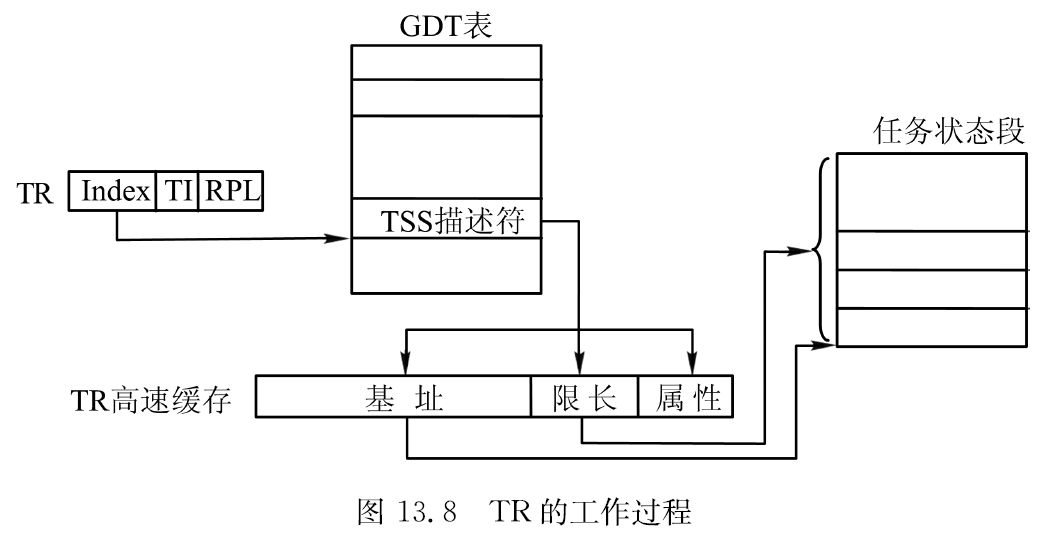 GDT表
任务状态段
TR Index TI RPL
TSS描述符
TR高速缓存 基址 限长 属性
图 13.8 TR 的工作过程